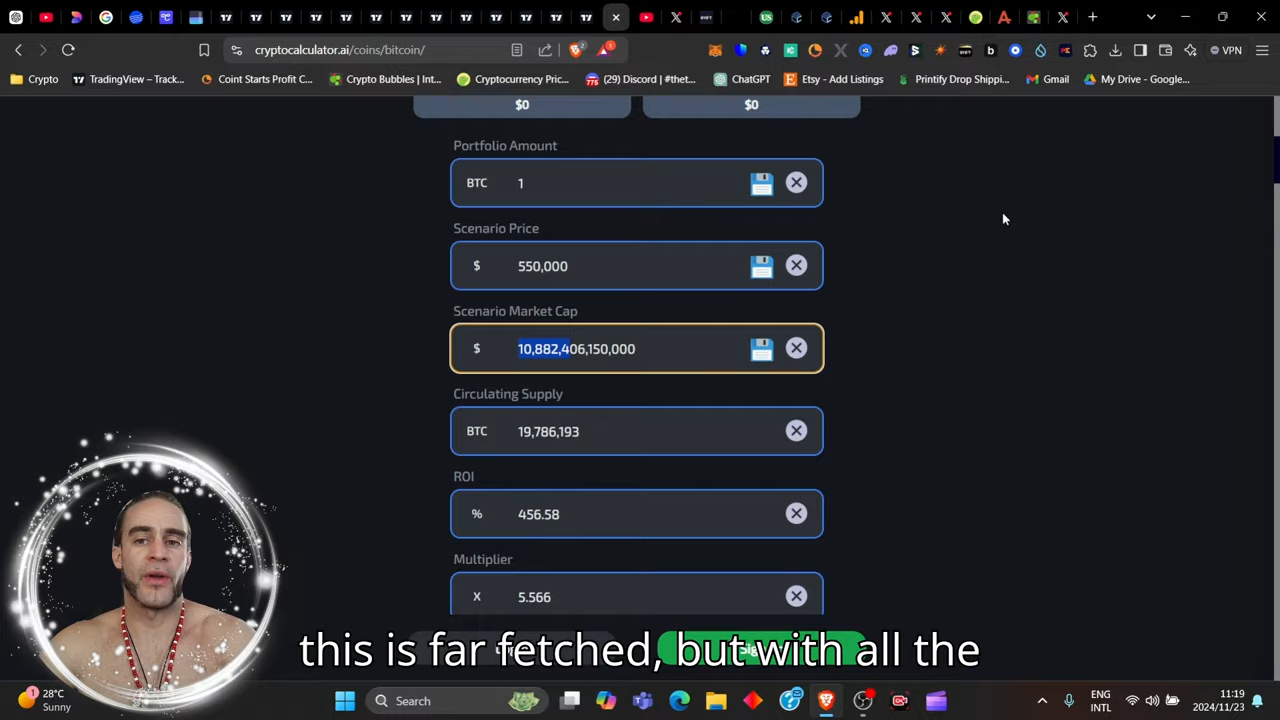 cryptocalculator.ai/coins/bitcoin/
2
1
VPN
Crypto
TradingView – Track...
Coint Starts Profit C...
Crypto Bubbles | Int...
Cryptocurrency Pric...
(29) Discord | #thet...
ChatGPT
Etsy - Add Listings
Printify Drop Shippi...
Gmail
My Drive - Google...
$0
$0
Portfolio Amount
BTC 1
Scenario Price
$ 550,000
Scenario Market Cap
$ 10,882,406,150,000
Circulating Supply
BTC 19,786,193
ROI
% 456.58
Multiplier
X 5.566
this is far fetched, but with all the
1
28°C
Sunny
Search
ENG
INTL
11:19
2024/11/23